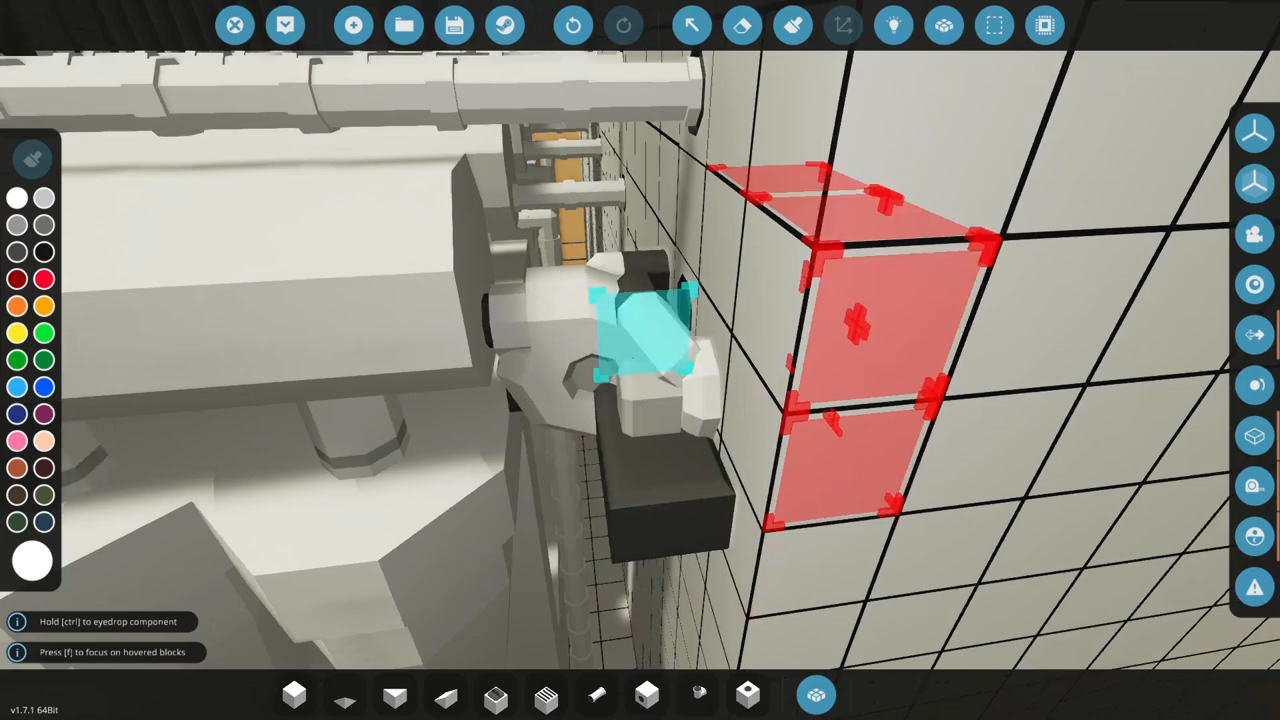 Hold [ctrl] to eyedrop component
Press [f] to focus on hovered blocks
v1.7.1 64Bit